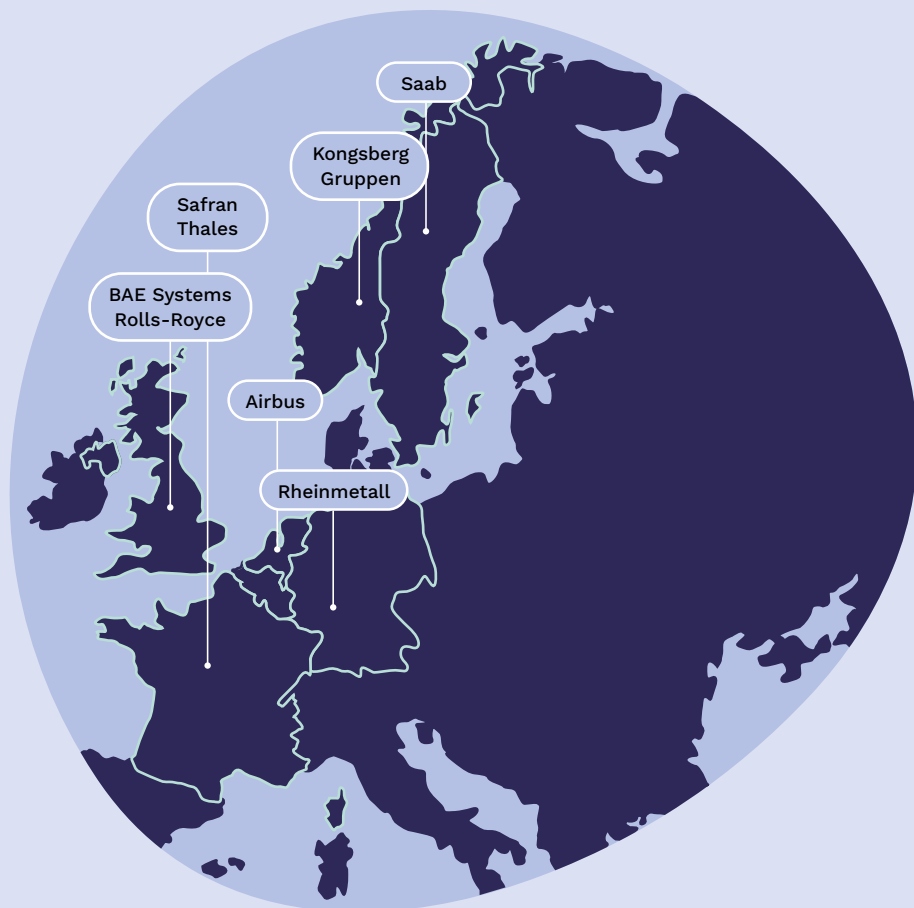 Saab
Kongsberg
Gruppen
Safran
Thales
BAE Systems
Rolls-Royce
Airbus
Rheinmetall